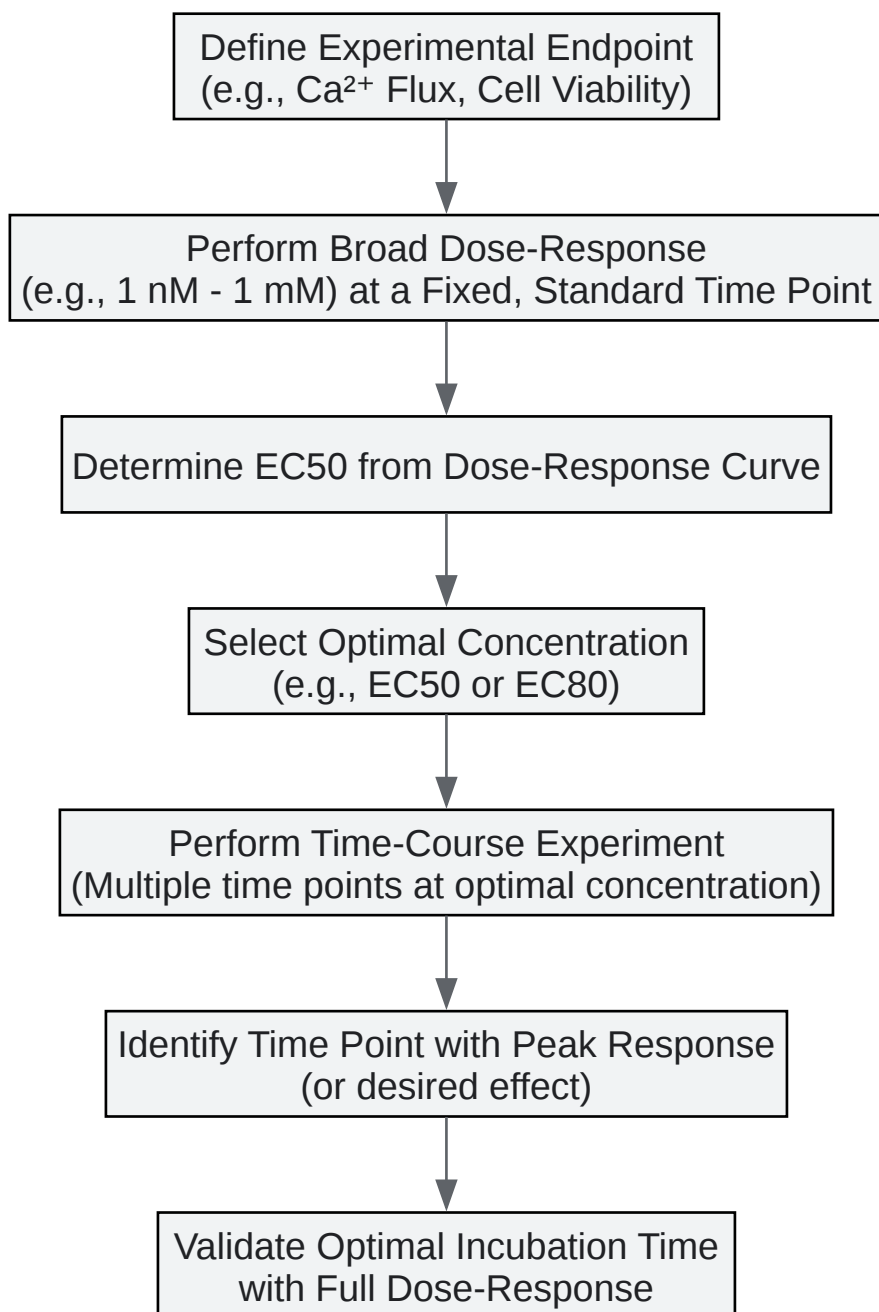 Define Experimental Endpoint
(e.g., Ca²⁺ Flux, Cell Viability)
Perform Broad Dose-Response
(e.g., 1 nM - 1 mM) at a Fixed, Standard Time Point
Determine EC50 from Dose-Response Curve
Select Optimal Concentration
(e.g., EC50 or EC80)
Perform Time-Course Experiment
(Multiple time points at optimal concentration)
Identify Time Point with Peak Response
(or desired effect)
Validate Optimal Incubation Time
with Full Dose-Response